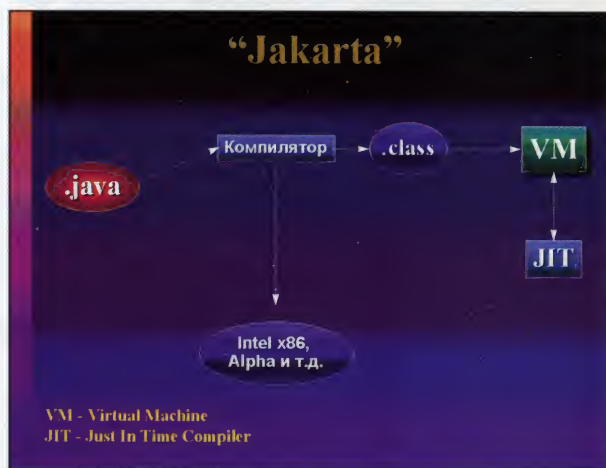 “Jakarta”
Компилятор
.class
VM
.java
JIT
Intel x86,
Alpha и т.д.
VM - Virtual Machine
JIT - Just In Time Compiler